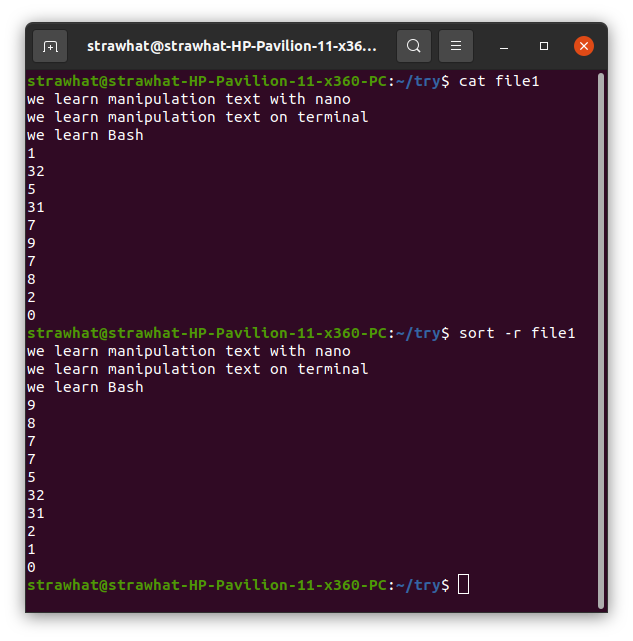 strawhat@strawhat-HP-Pavilion-11-x36...
strawhat@strawhat-HP-Pavilion-11-x360-PC:~/try$ cat file1
we learn manipulation text with nano
we learn manipulation text on terminal
we learn Bash
1
32
5
31
7
9
7
8
2
0
strawhat@strawhat-HP-Pavilion-11-x360-PC:~/try$ sort -r file1
we learn manipulation text with nano
we learn manipulation text on terminal
we learn Bash
9
8
7
7
5
32
31
2
1
0
strawhat@strawhat-HP-Pavilion-11-x360-PC:~/try$